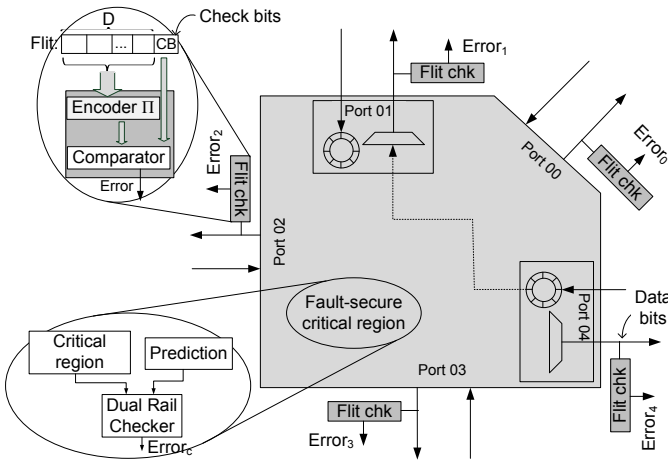 D
Check bits
Flit:
...
CB
Encoder Π
Comparator
Error
Error2
Flit chk
Error1
Flit chk
Port 01
Port 00
Error0
Flit chk
Port 02
Fault-secure
critical region
Port 04
Data
bits
Port 03
Flit chk
Error3
Flit chk
Error4
Critical
region
Prediction
Dual Rail
Checker
Errorc